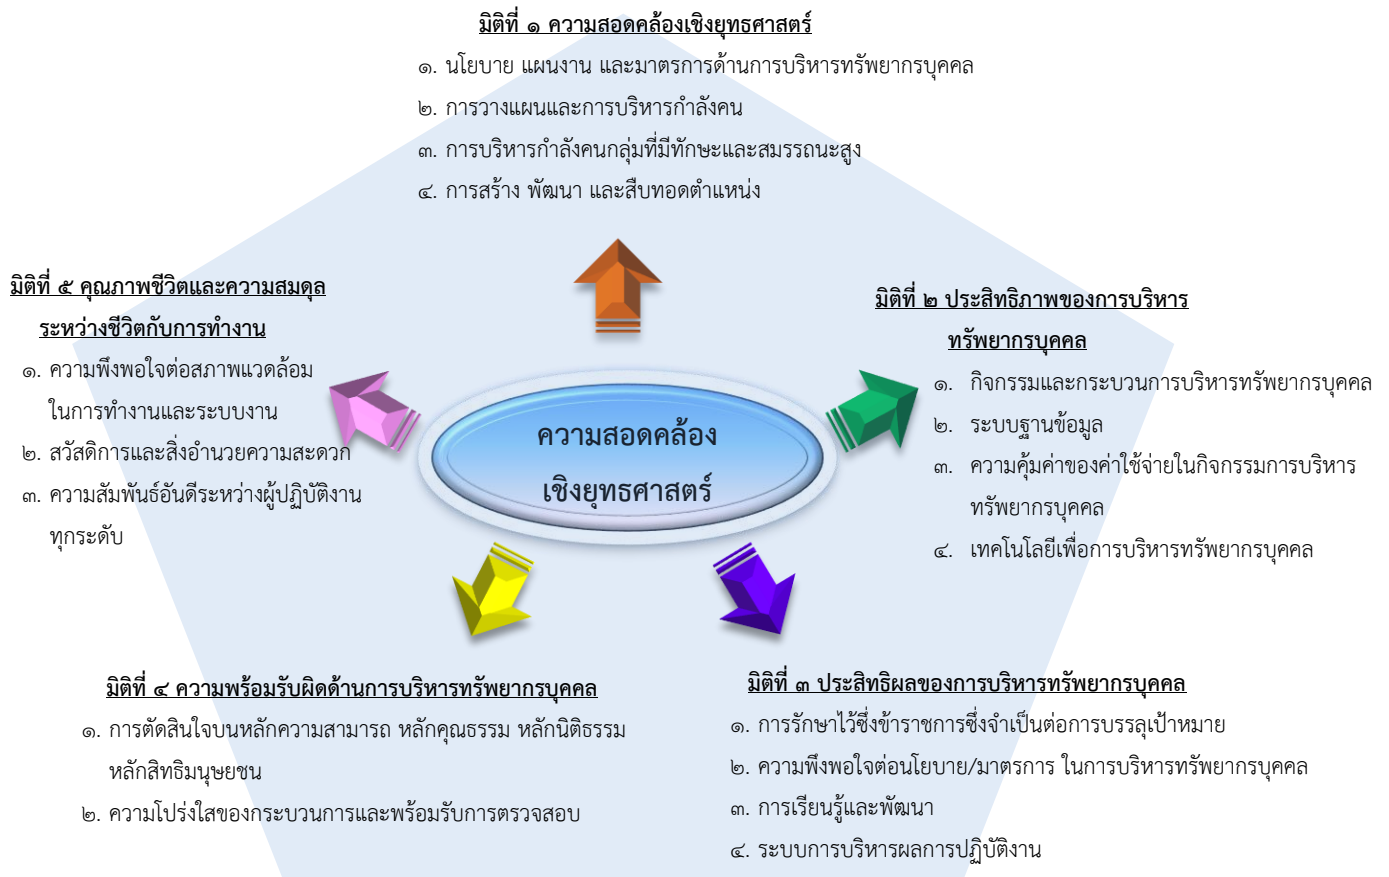 มิติที่ ๑ ความสอดคล้องเชิงยุทธศาสตร์
๑. นโยบาย แผนงาน และมาตรการด้านการบริหารทรัพยากรบุคคล
๒. การวางแผนและการบริหารกำลังคน
๓. การบริหารกำลังคนกลุ่มที่มีทักษะและสมรรถนะสูง
๔. การสร้าง พัฒนา และสืบทอดตำแหน่ง
มิติที่ ๕ คุณภาพชีวิตและความสมดุล
ระหว่างชีวิตกับการทำงาน
๑. ความพึงพอใจต่อสภาพแวดล้อม
ในการทำงานและระบบงาน
๒. สวัสดิการและสิ่งอำนวยความสะดวก
๓. ความสัมพันธ์อันดีระหว่างผู้ปฏิบัติงาน
ทุกระดับ
ความสอดคล้อง
เชิงยุทธศาสตร์
มิติที่ ๒ ประสิทธิภาพของการบริหาร
ทรัพยากรบุคคล
๑. กิจกรรมและกระบวนการบริหารทรัพยากรบุคคล
๒. ระบบฐานข้อมูล
๓. ความคุ้มค่าของค่าใช้จ่ายในกิจกรรมการบริหาร
ทรัพยากรบุคคล
๔. เทคโนโลยีเพื่อการบริหารทรัพยากรบุคคล
มิติที่ ๔ ความพร้อมรับผิดด้านการบริหารทรัพยากรบุคคล
๑. การตัดสินใจบนหลักความสามารถ หลักคุณธรรม หลักนิติธรรม
หลักสิทธิมนุษยชน
๒. ความโปร่งใสของกระบวนการและพร้อมรับการตรวจสอบ
มิติที่ ๓ ประสิทธิผลของการบริหารทรัพยากรบุคคล
๑. การรักษาไว้ซึ่งข้าราชการซึ่งจำเป็นต่อการบรรลุเป้าหมาย
๒. ความพึงพอใจต่อนโยบาย/มาตรการ ในการบริหารทรัพยากรบุคคล
๓. การเรียนรู้และพัฒนา
๔. ระบบการบริหารผลการปฏิบัติงาน